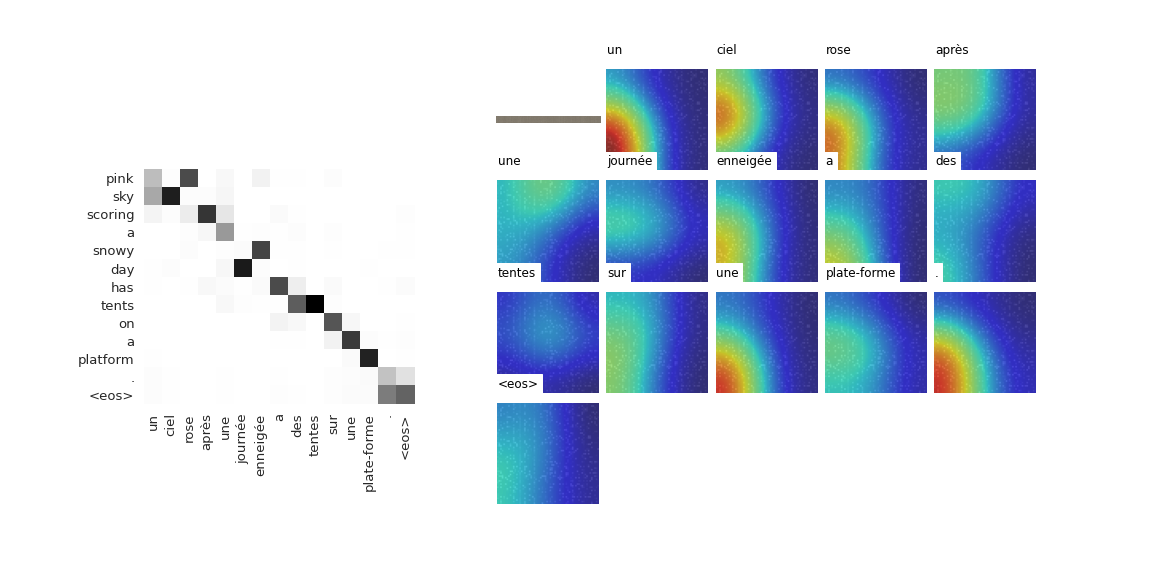 pink
sky
scoring
a
snowy
day
has
tents
on
a
platform
.
<eos>
un
ciel
rose
après
une
journée
enneigée
a
des
tentes
sur
une
plate-forme
.
<eos>
un ciel rose après
une journée enneigée a des
tentes sur une plate-forme .
<eos>